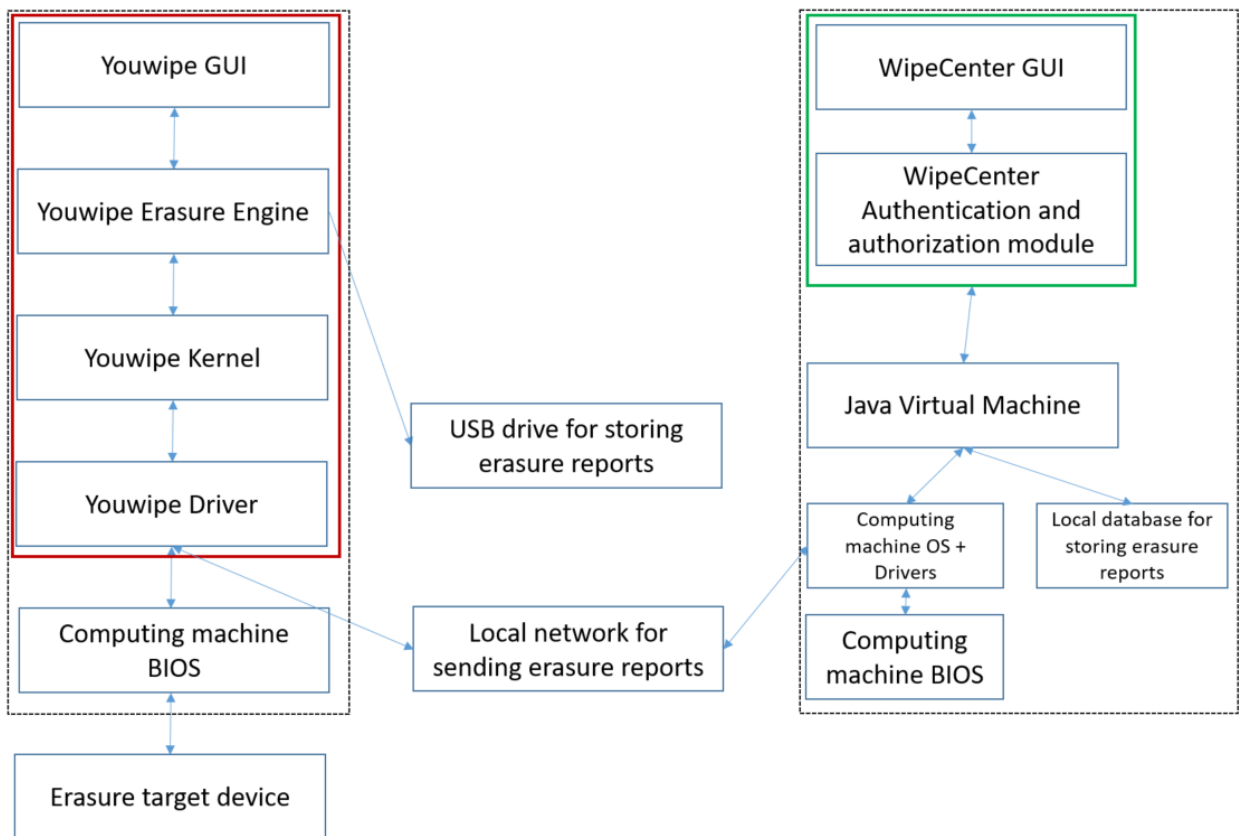 Youwipe GUI
Youwipe Erasure Engine
Youwipe Kernel
Youwipe Driver
Computing machine
BIOS
Erasure target device
USB drive for storing
erasure reports
Local network for
sending erasure reports
WipeCenter GUI
WipeCenter
Authentication and
authorization module
Java Virtual Machine
Computing
machine OS +
Drivers
Local database for
storing erasure
reports
Computing
machine BIOS